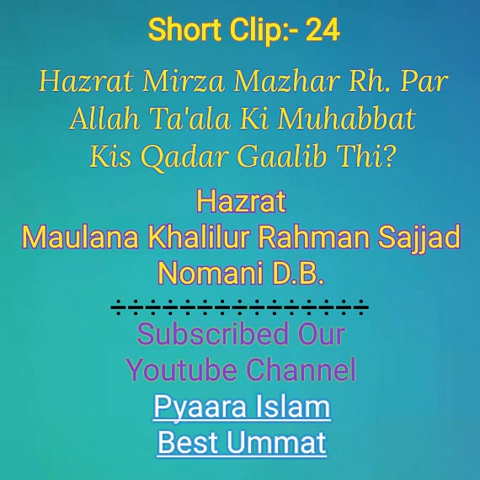 Short Clip:- 24
Hazrat Mirza Mazhar Rh. Par
Allah Ta'ala Ki Muhabbat
Kis Qadar Gaalib Thi?
Hazrat
Maulana Khalilur Rahman Sajjad
Nomani D.B.
÷÷÷÷÷÷÷÷÷÷÷÷÷÷÷
Subscribed Our
Youtube Channel
Pyaara Islam
Best Ummat